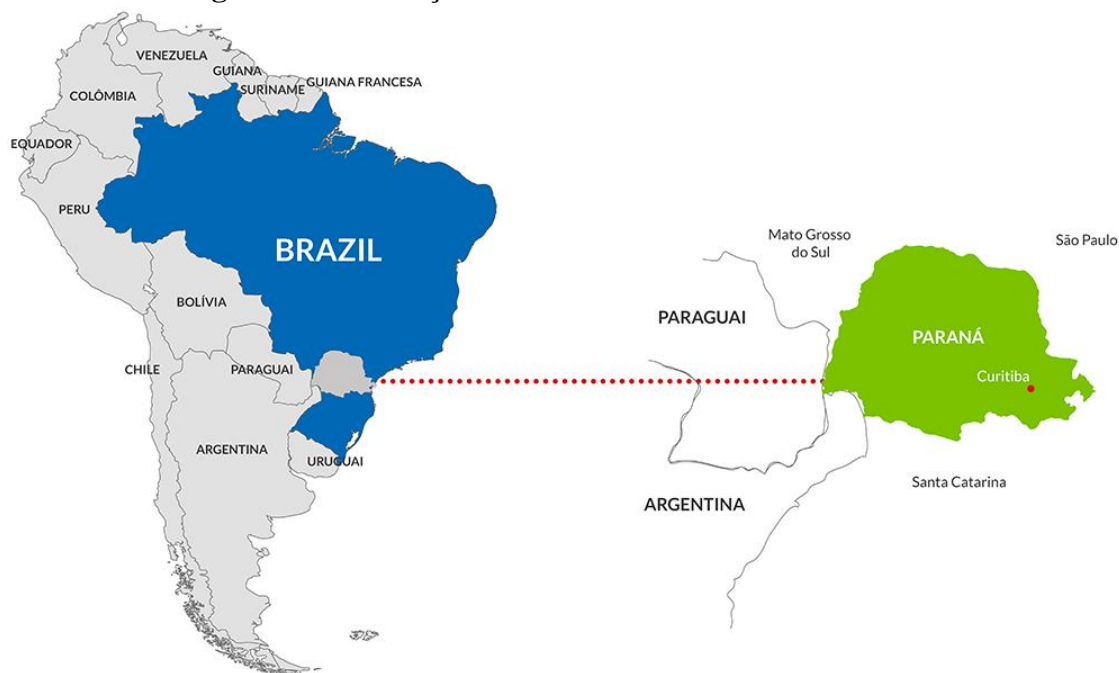 VENEZUELA
GUIANA
SURINAME
GUIANA FRANCESA
COLÔMBIA
EQUADOR
PERU
BRAZIL
BOLÍVIA
CHILE
PARAGUAI
ARGENTINA
URUGUAI
Mato Grosso
do Sul
São Paulo
PARAGUAI
PARANÁ
Curitiba
Santa Catarina
ARGENTINA